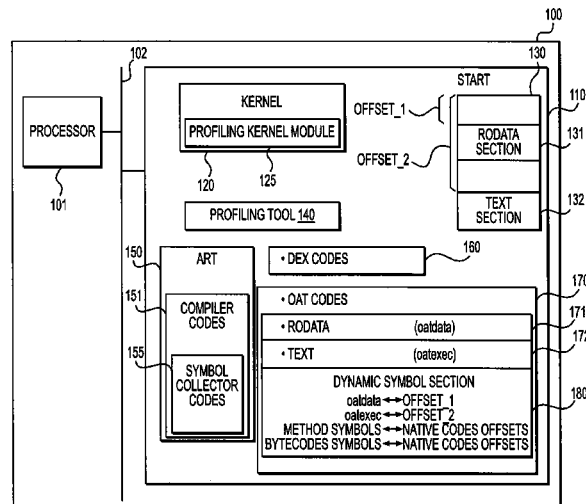 100
102
130
START
110
KERNEL
OFFSET_1
PROCESSOR
PROFILING KERNEL MODULE
RODATA
SECTION
131
OFFSET_2
120
125
101
TEXT
SECTION
132
PROFILING TOOL 140
150
160
ART
• DEX CODES
170
151
• OAT CODES
171
COMPILER
CODES
• RODATA (oatdata)
172
155
• TEXT (oatexec)
SYMBOL
COLLECTOR
CODES
DYNAMIC SYMBOL SECTION
180
oatdata↔OFFSET_1
oatexec↔OFFSET_2
METHOD SYMBOLS↔NATIVE CODES OFFSETS
BYTECODES SYMBOLS↔NATIVE CODES OFFSETS